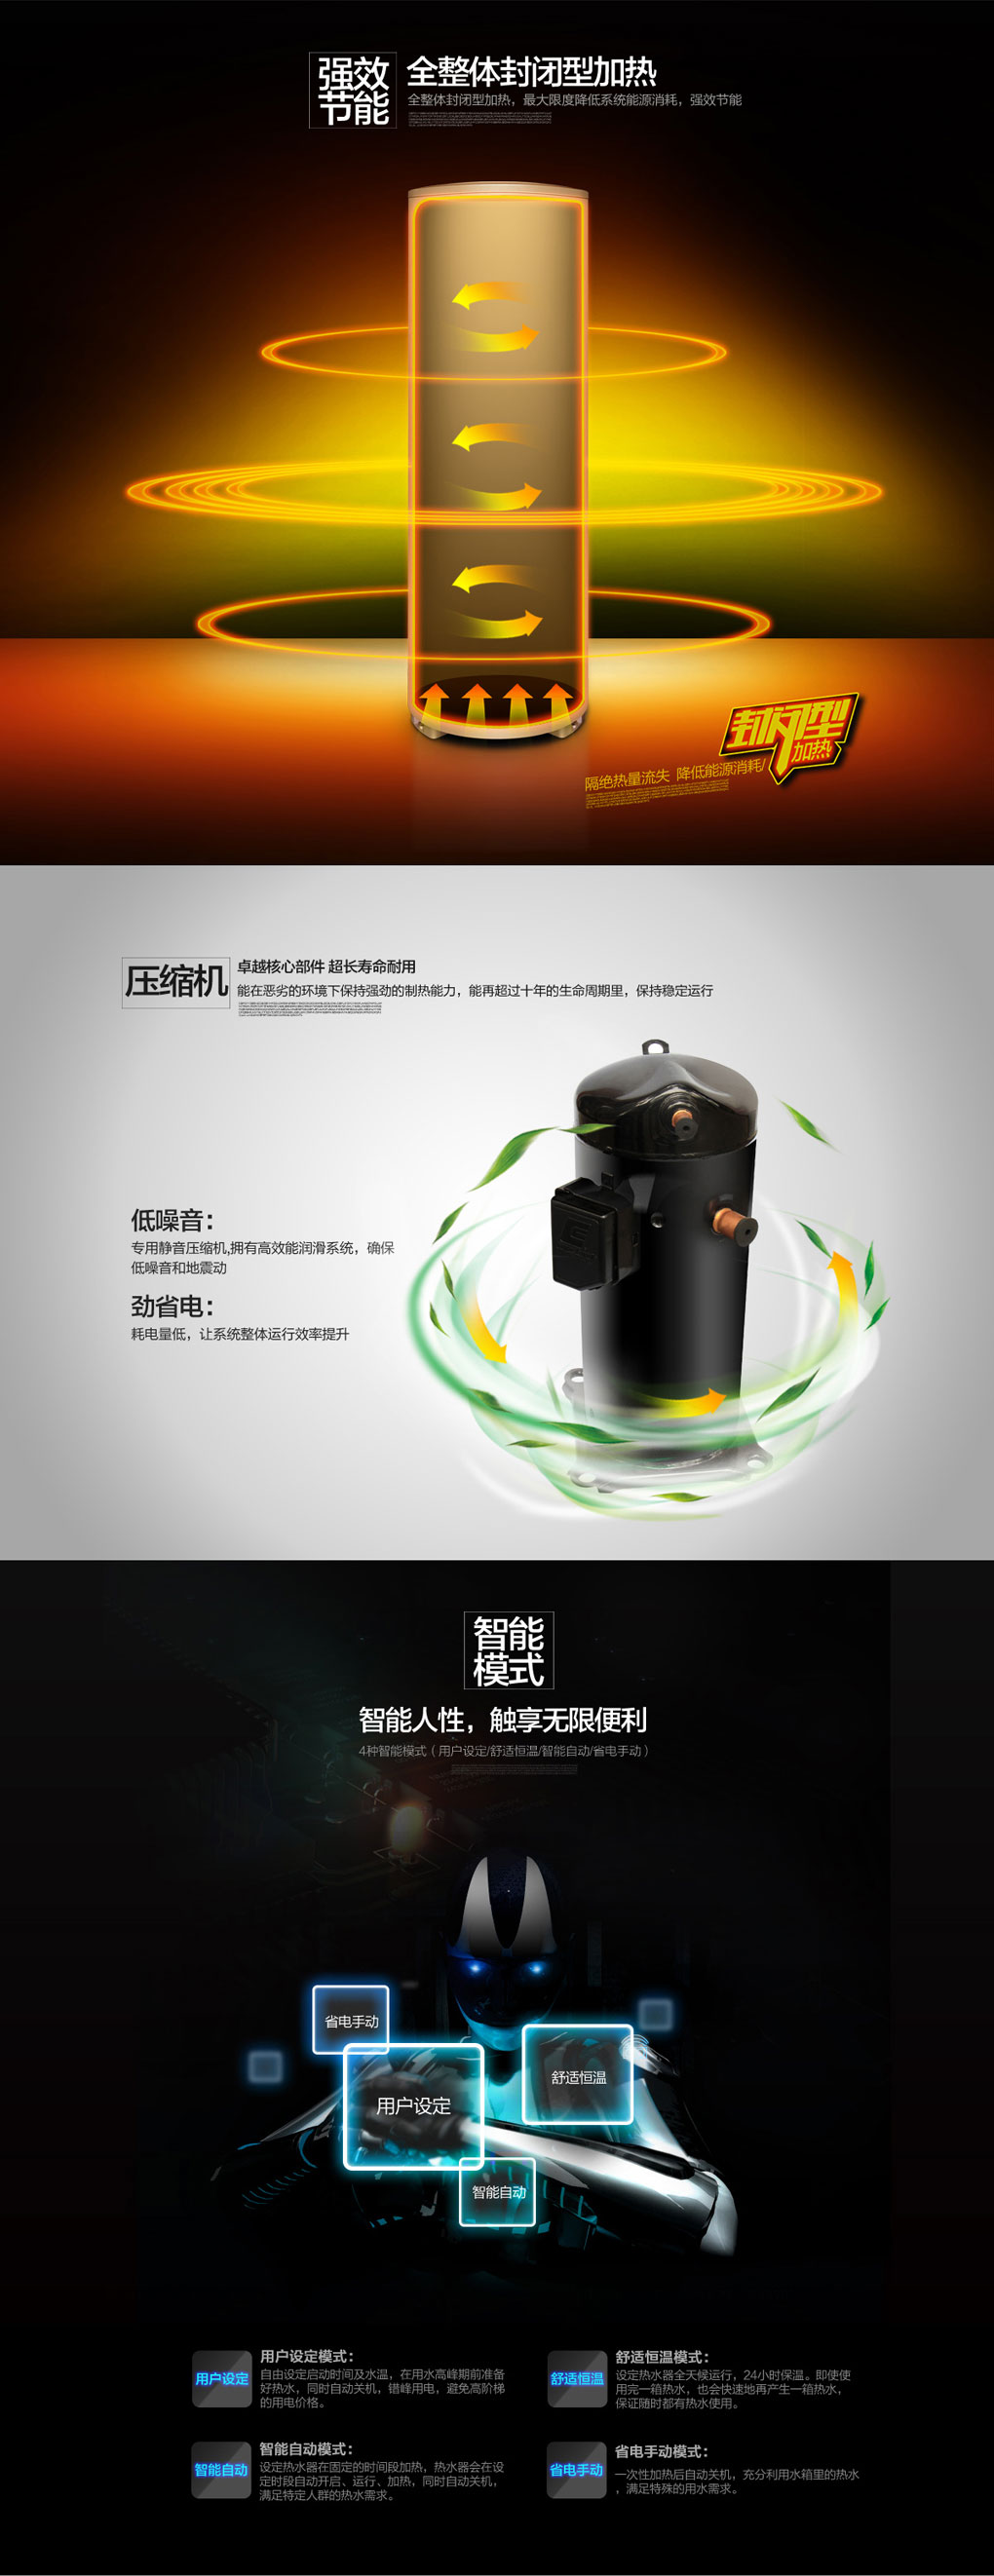 强效
节能
全整体封闭型加热
全整体封闭型加热，最大限度降低系统能源消耗，强效节能
封闭型
加热
隔绝热量流失 降低能源消耗/
压缩机
卓越核心部件 超长寿命耐用
能在恶劣的环境下保持强劲的制热能力，能再超过十年的生命周期里，保持稳定运行
低噪音：
专用静音压缩机,拥有高效能润滑系统，确保
低噪音和地震动
劲省电：
耗电量低，让系统整体运行效率提升
智能
模式
智能人性，触享无限便利
4种智能模式（用户设定/舒适恒温/智能自动/省电手动）
省电手动
舒适恒温
用户设定
智能自动
用户设定
用户设定模式：
自由设定启动时间及水温，在用水高峰期前准备
好热水，同时自动关机，错峰用电，避免高阶梯
的用电价格。
舒适恒温
舒适恒温模式：
设定热水器全天候运行，24小时保温。即使使
用完一箱热水，也会快速地再产生一箱热水，
保证随时都有热水使用。
智能自动
智能自动模式：
设定热水器在固定的时间段加热，热水器会在设
定时段自动开启、运行、加热，同时自动关机，
满足特定人群的热水需求。
省电手动
省电手动模式：
一次性加热后自动关机，充分利用水箱里的热水
，满足特殊的用水需求。